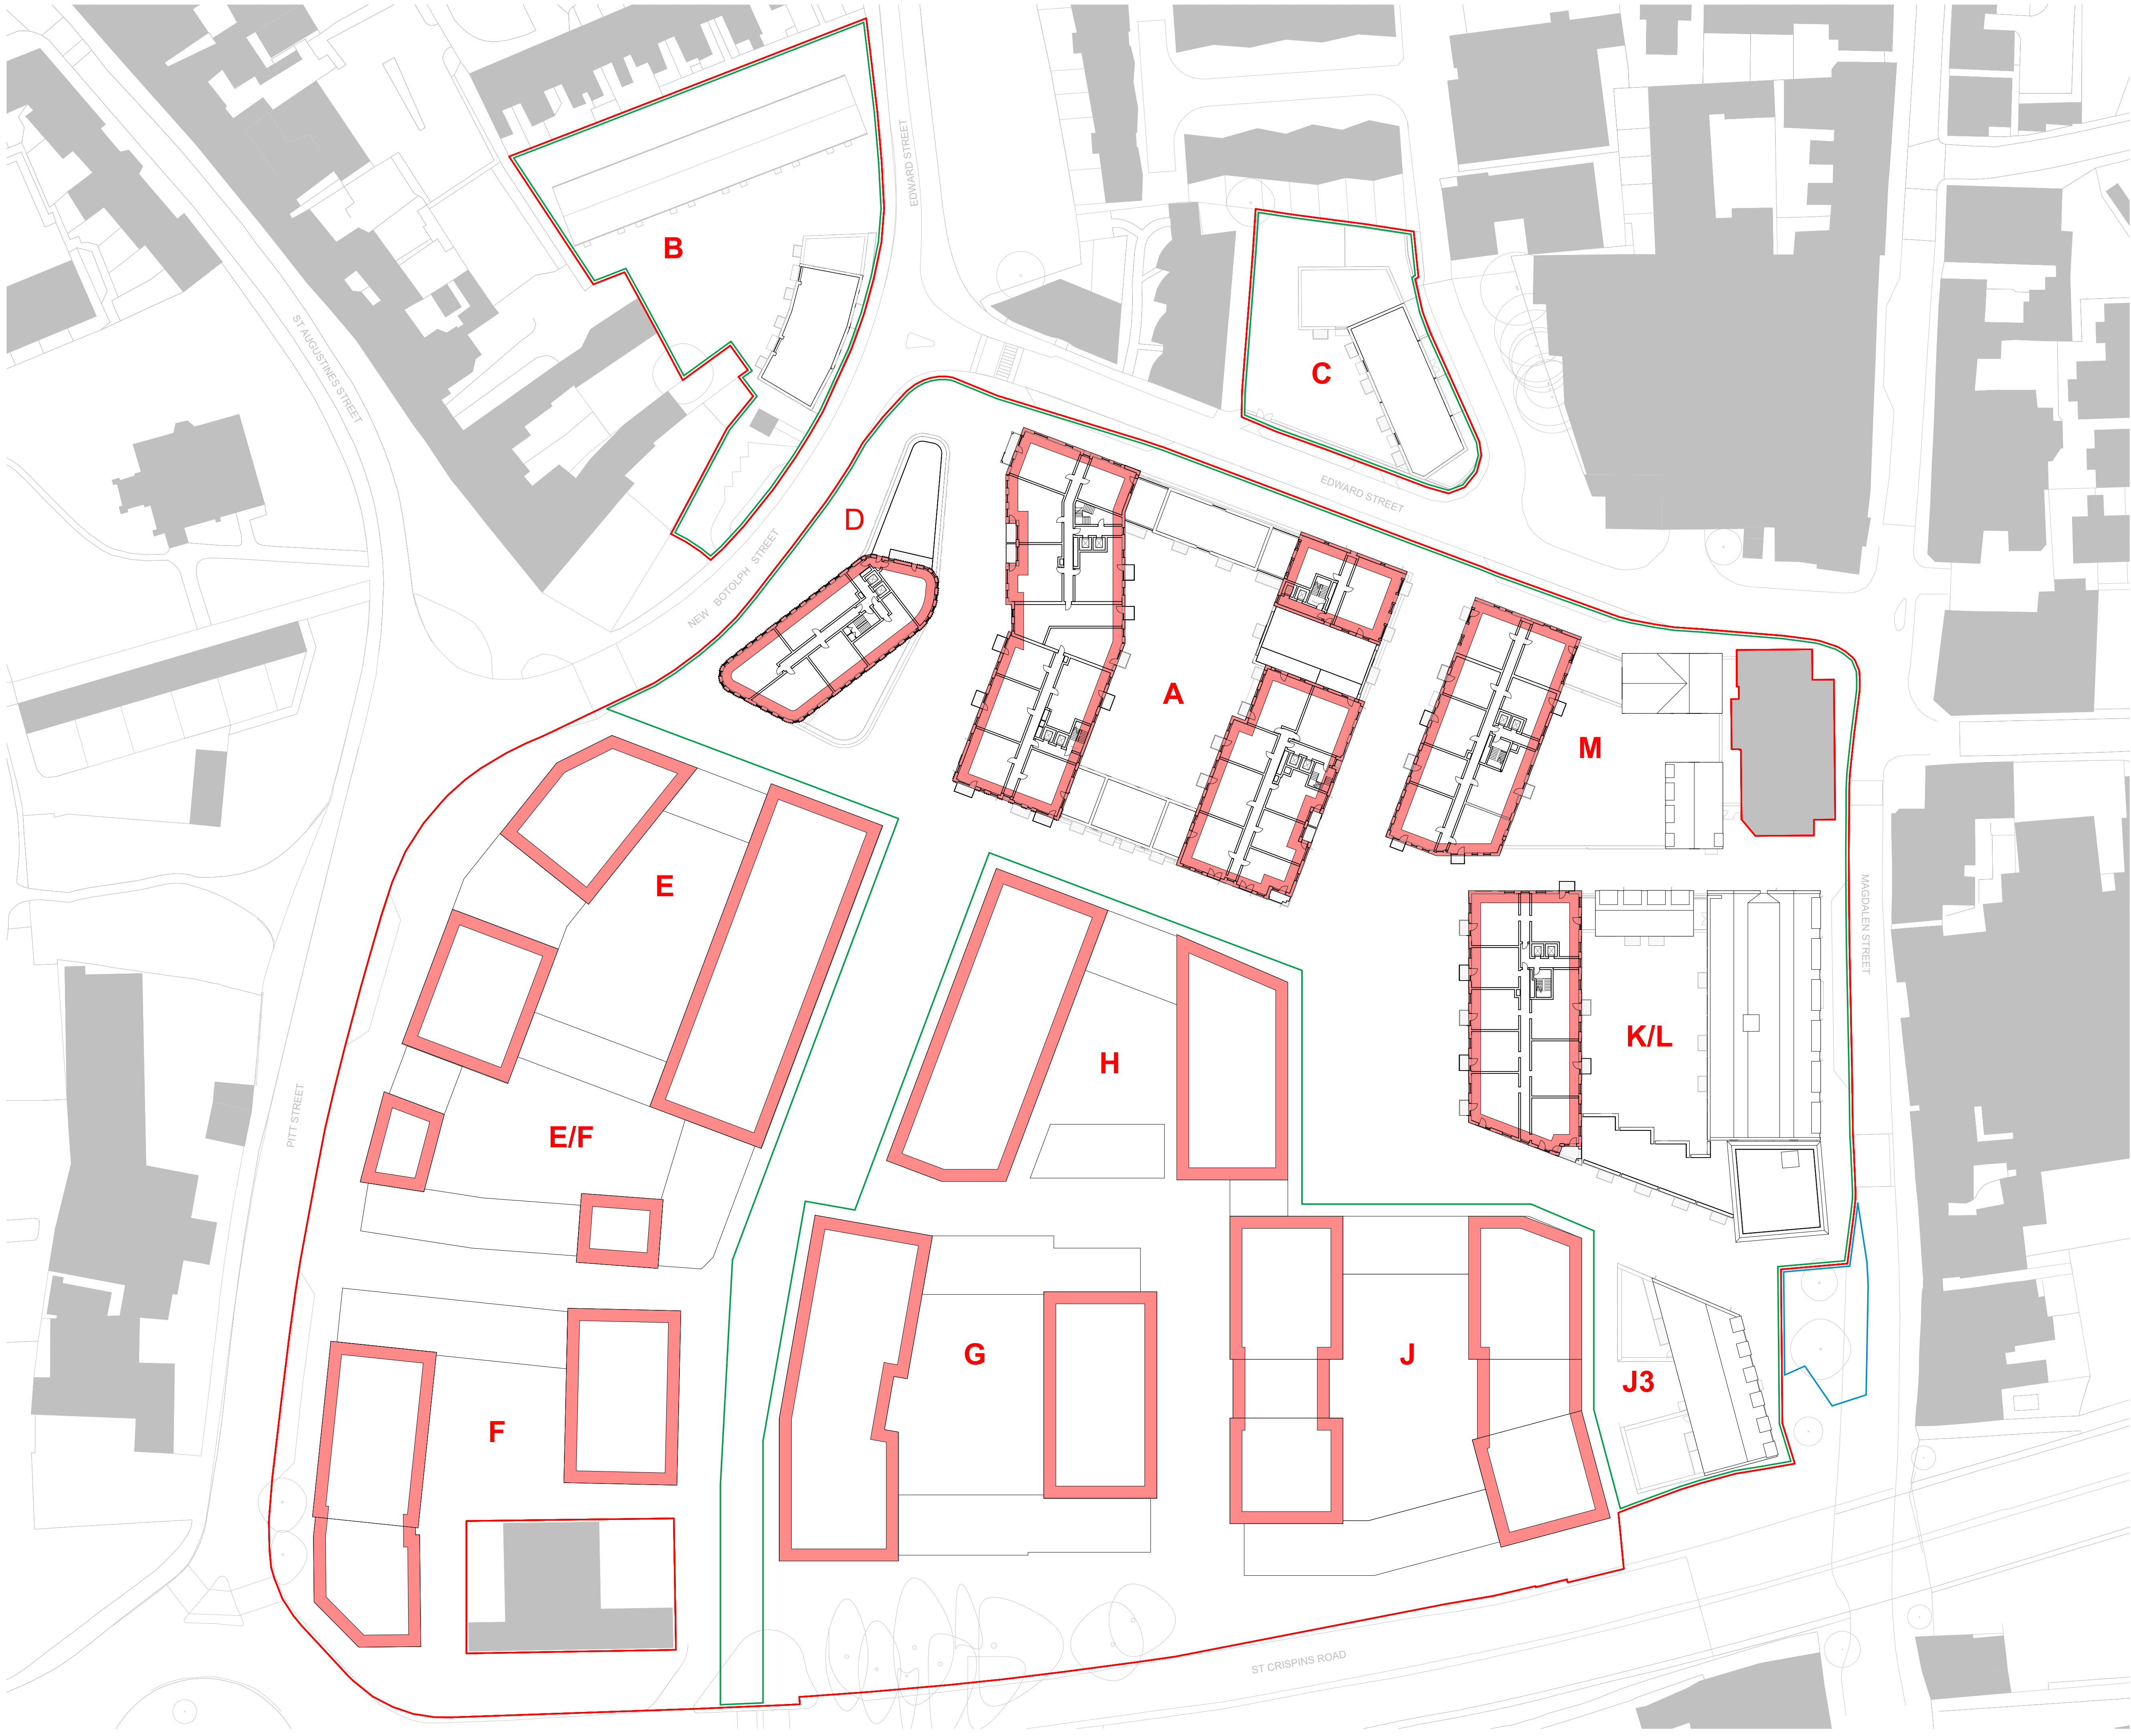 EDWARD STREET
B
ST AUGUSTINES STREET
C
EDWARD STREET
D
NEW BOTOLPH STREET
A
M
E
MAGDALEN STREET
K/L
H
PITT STREET
E/F
G
J
J3
F
ST CRISPINS ROAD